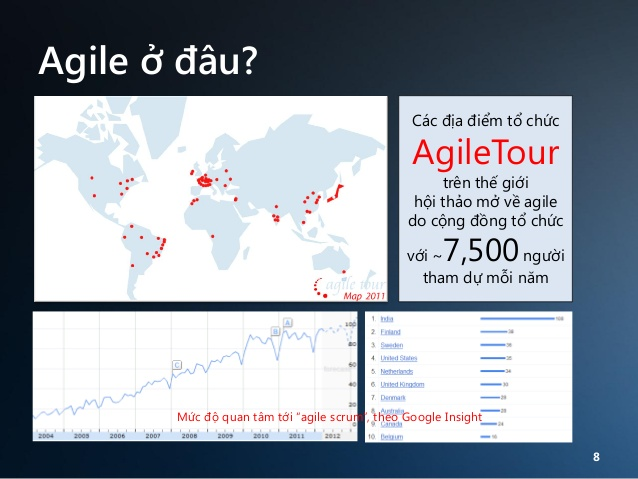 Agile ở đâu?
Các địa điểm tổ chức
AgileTour
trên thế giới
hội thảo mở về agile
do cộng đồng tổ chức
với ~7,500 người
tham dự mỗi năm
agile tour
Map 2011
A
B
C
100
80
60
40
20
0
2004 2005 2006 2007 2008 2009 2010 2011 2012
Mức độ quan tâm tới “agile scrum”, theo Google Insight
1. India 100
2. Finland 36
3. Sweden 36
4. United States 35
5. Netherlands 34
6. United Kingdom 30
7. Denmark 28
8. Australia 28
9. Canada 24
10. Belgium 18
8